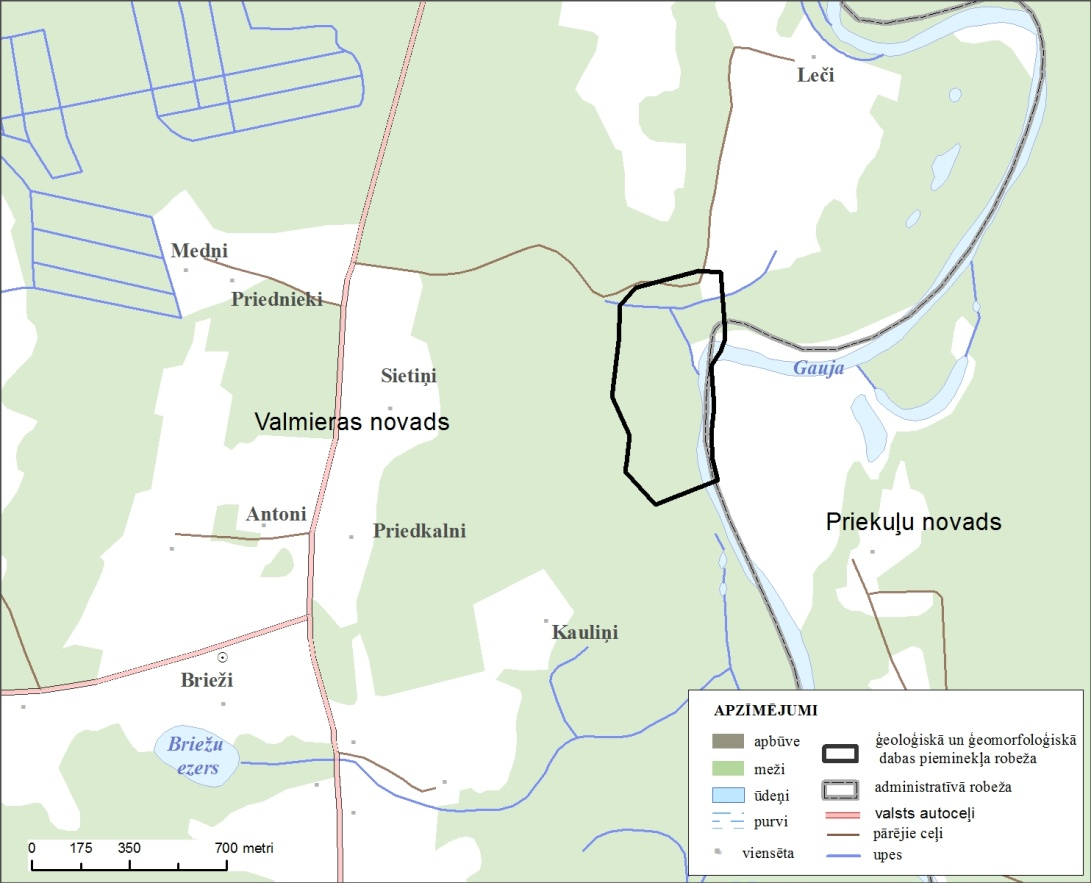 Leči
Medņi
Priednieki
Gauja
Sietiņi
Valmieras novads
Antoni
Priedkalni
Priekuļu novads
Kauliņi
Brieži
Briežu
ezers
0 175 350 700 metri
APZĪMĒJUMI
apbūve
meži
ūdeņi
purvi
viensēta
ģeoloģiskā un ģeomorfoloģiskā
dabas pieminekļa robeža
administratīvā robeža
valsts autoceļi
pārējie ceļi
upes